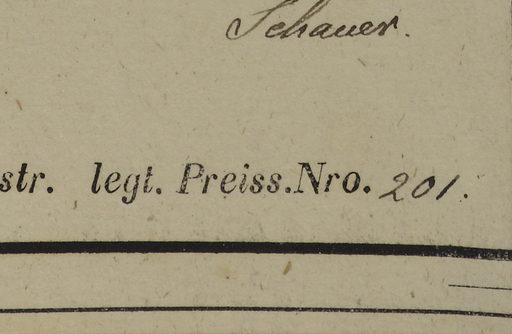 Schauer.
str. legt. Preiss. Nro. 201.